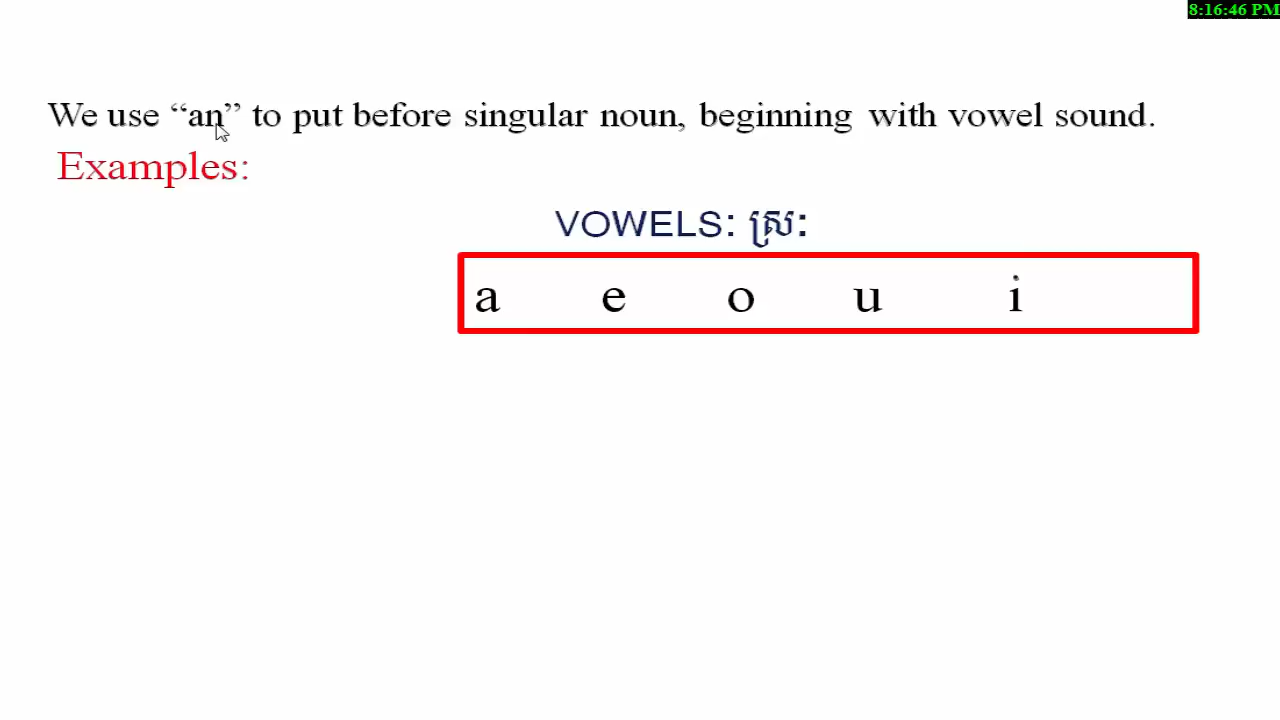 8:16:46 PM
We use “an” to put before singular noun, beginning with vowel sound.
Examples:
VOWELS: ស្រៈ
a e o u i